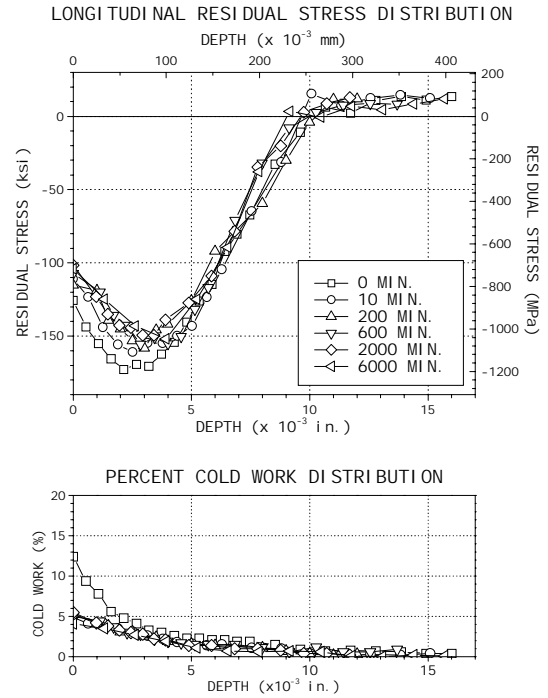 LONGITUDINAL RESIDUAL STRESS DISTRIBUTION
DEPTH (x 10⁻³ mm)
0 100 200 300 400
RESIDUAL STRESS (ksi)
0
-50
-100
-150
200
0
-200
-400
-600
-800
-1000
-1200
RESIDUAL STRESS (MPa)
0 MIN.
10 MIN.
200 MIN.
600 MIN.
2000 MIN.
6000 MIN.
0 5 10 15
DEPTH (x 10⁻³ in.)
PERCENT COLD WORK DISTRIBUTION
COLD WORK (%)
20
15
10
5
0
0 5 10 15
DEPTH (x 10⁻³ in.)